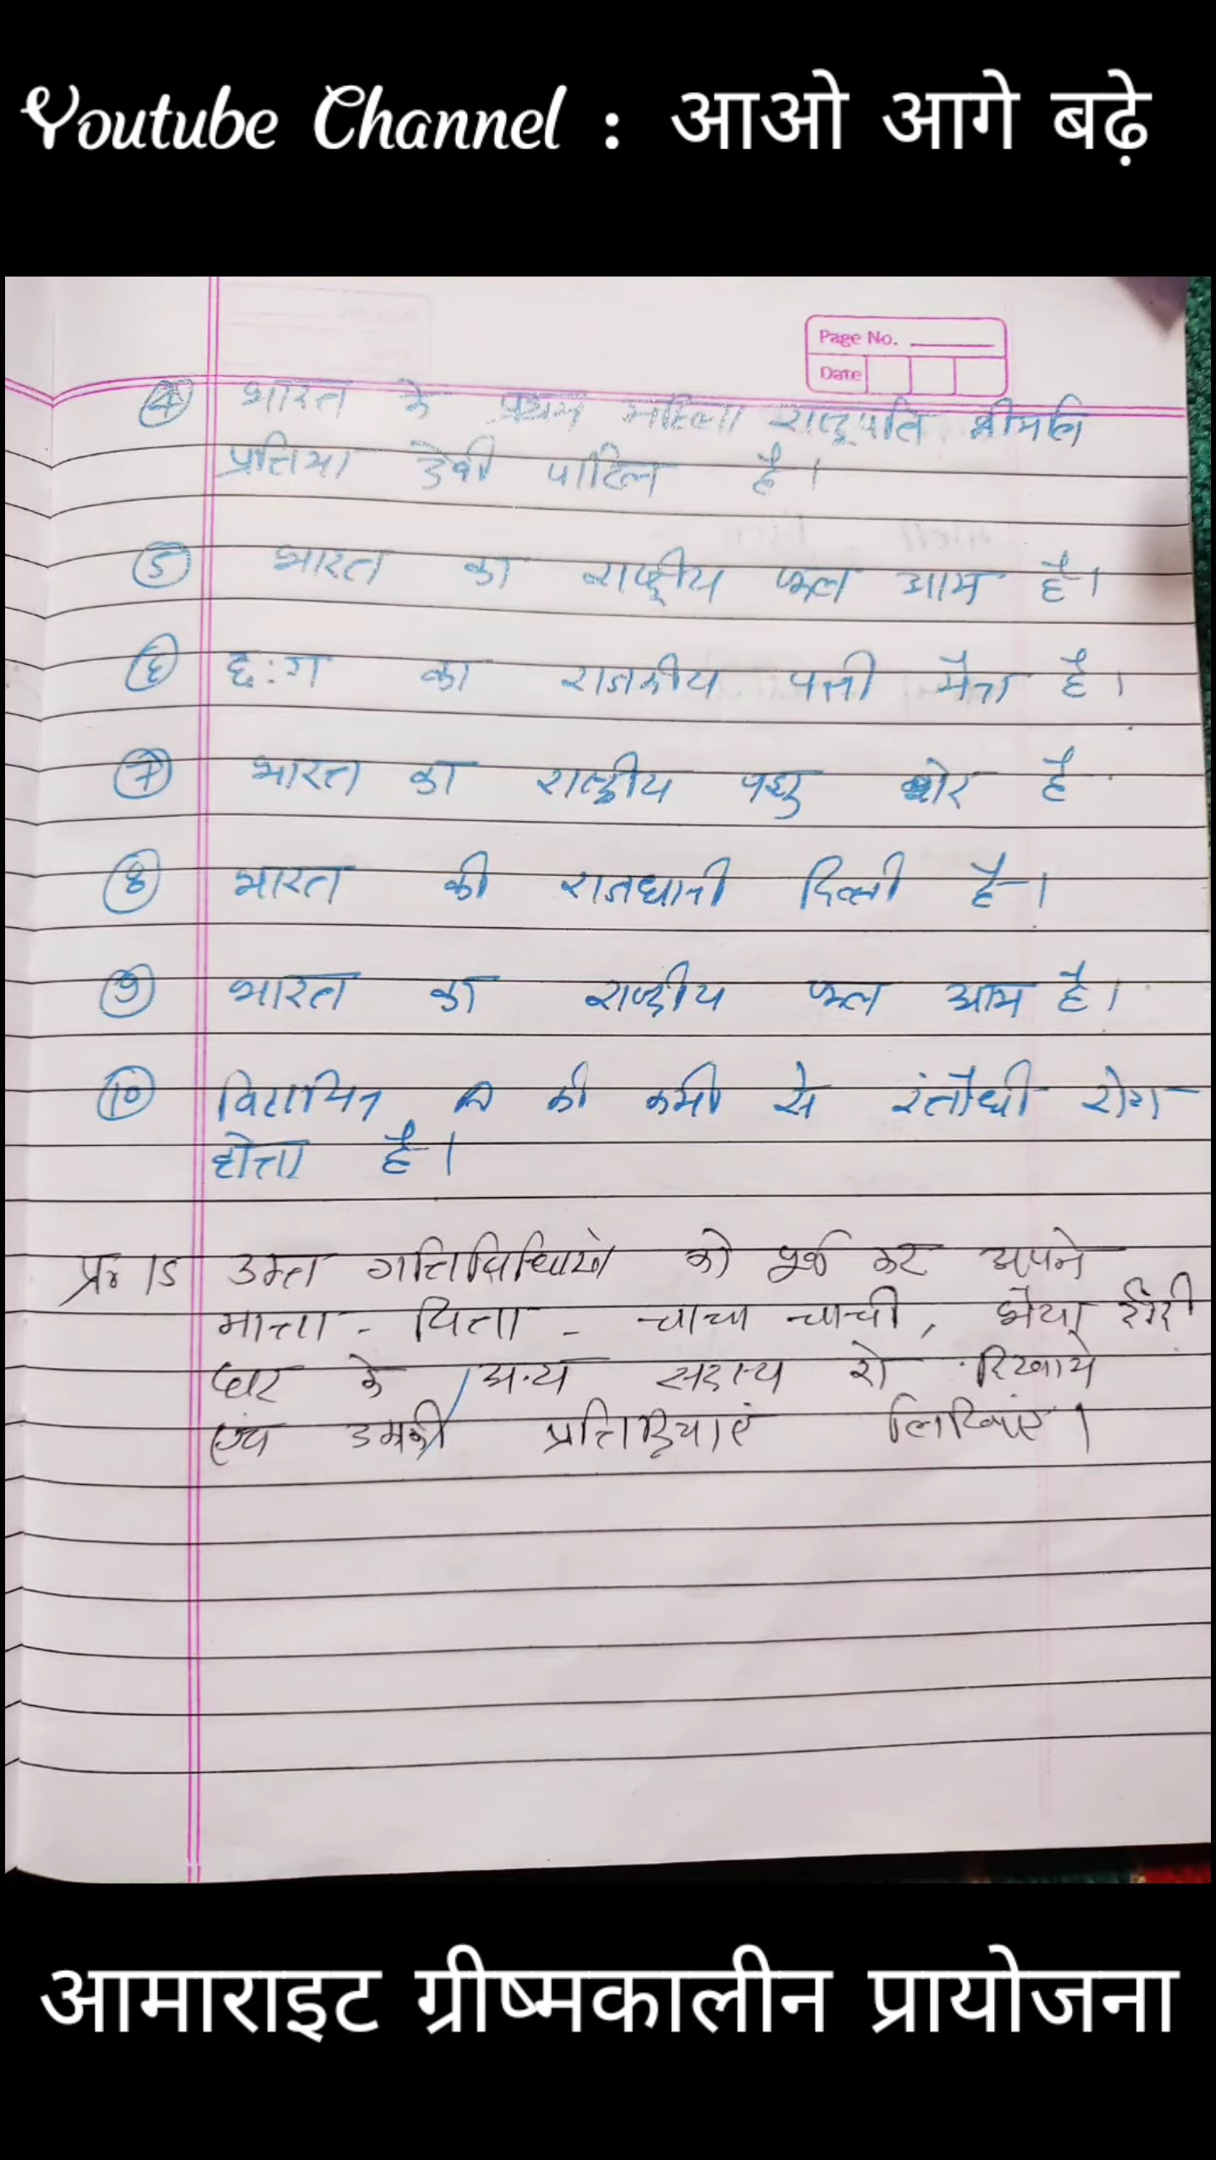 Youtube Channel : आओ आगे बढ़े
Page No.
Date
④ भारत के प्रथम महिला राष्ट्रपति श्रीमति
प्रतिभा देवी पाटिल है।
⑤ भारत का राष्ट्रीय फल आम है।
⑥ छ:ग का राजकीय पक्षी मैना है।
⑦ भारत का राष्ट्रीय पशु शेर है
⑧ भारत की राजधानी दिल्ली है।
⑨ भारत का राष्ट्रीय फल आम है।
⑩ विटामिन A की कमी से रंतौधी रोग
होता है।
प्र० 15 उक्त गतिविधियों को पूर्ण कर अपने
माता - पिता - चाचा चाची, भैया दीदी
घर के अन्य सदस्य को दिखाये
एंव उनकी प्रतिक्रियाएं लिखिएं।
आमाराइट ग्रीष्मकालीन प्रायोजना